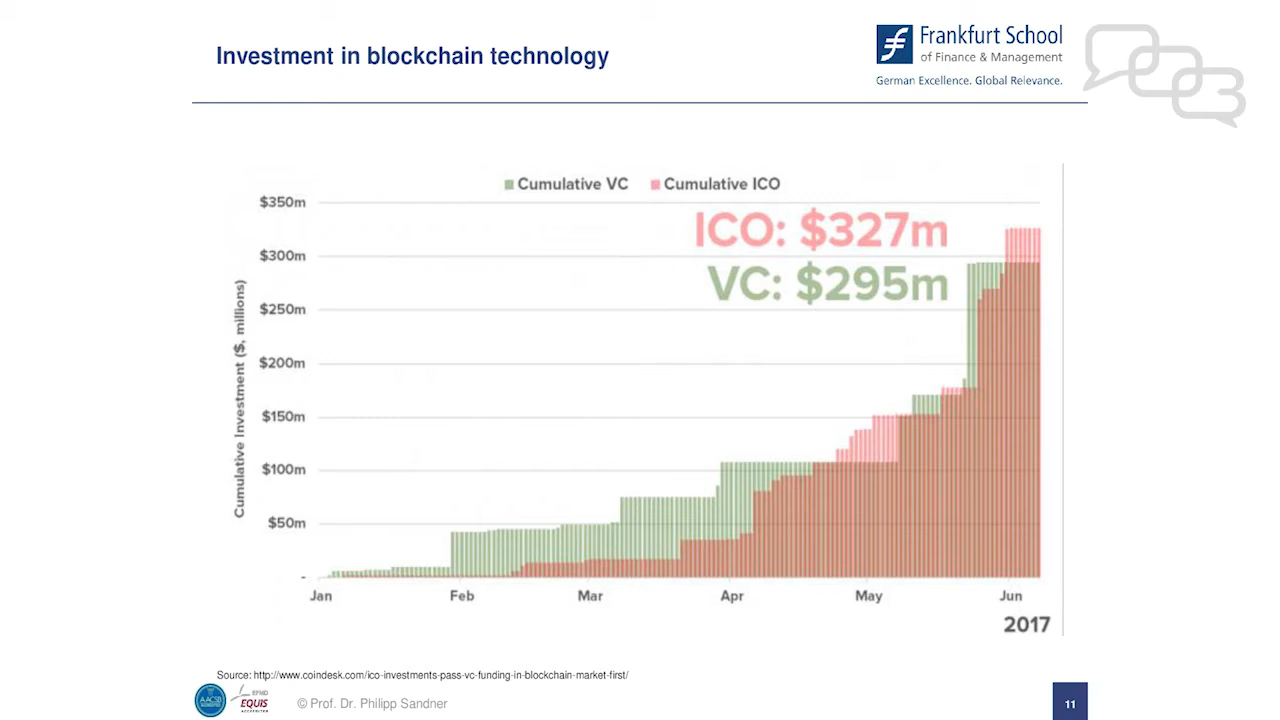 Investment in blockchain technology
Frankfurt School
of Finance & Management
German Excellence. Global Relevance.
Cumulative VC
Cumulative ICO
ICO: $327m
VC: $295m
Cumulative Investment ($, millions)
$350m
$300m
$250m
$200m
$150m
$100m
$50m
-
Jan Feb Mar Apr May Jun
2017
Source: http://www.coindesk.com/ico-investments-pass-vc-funding-in-blockchain-market-first/
AACSB
EFMD
EQUIS
ACCREDITED
© Prof. Dr. Philipp Sandner
11